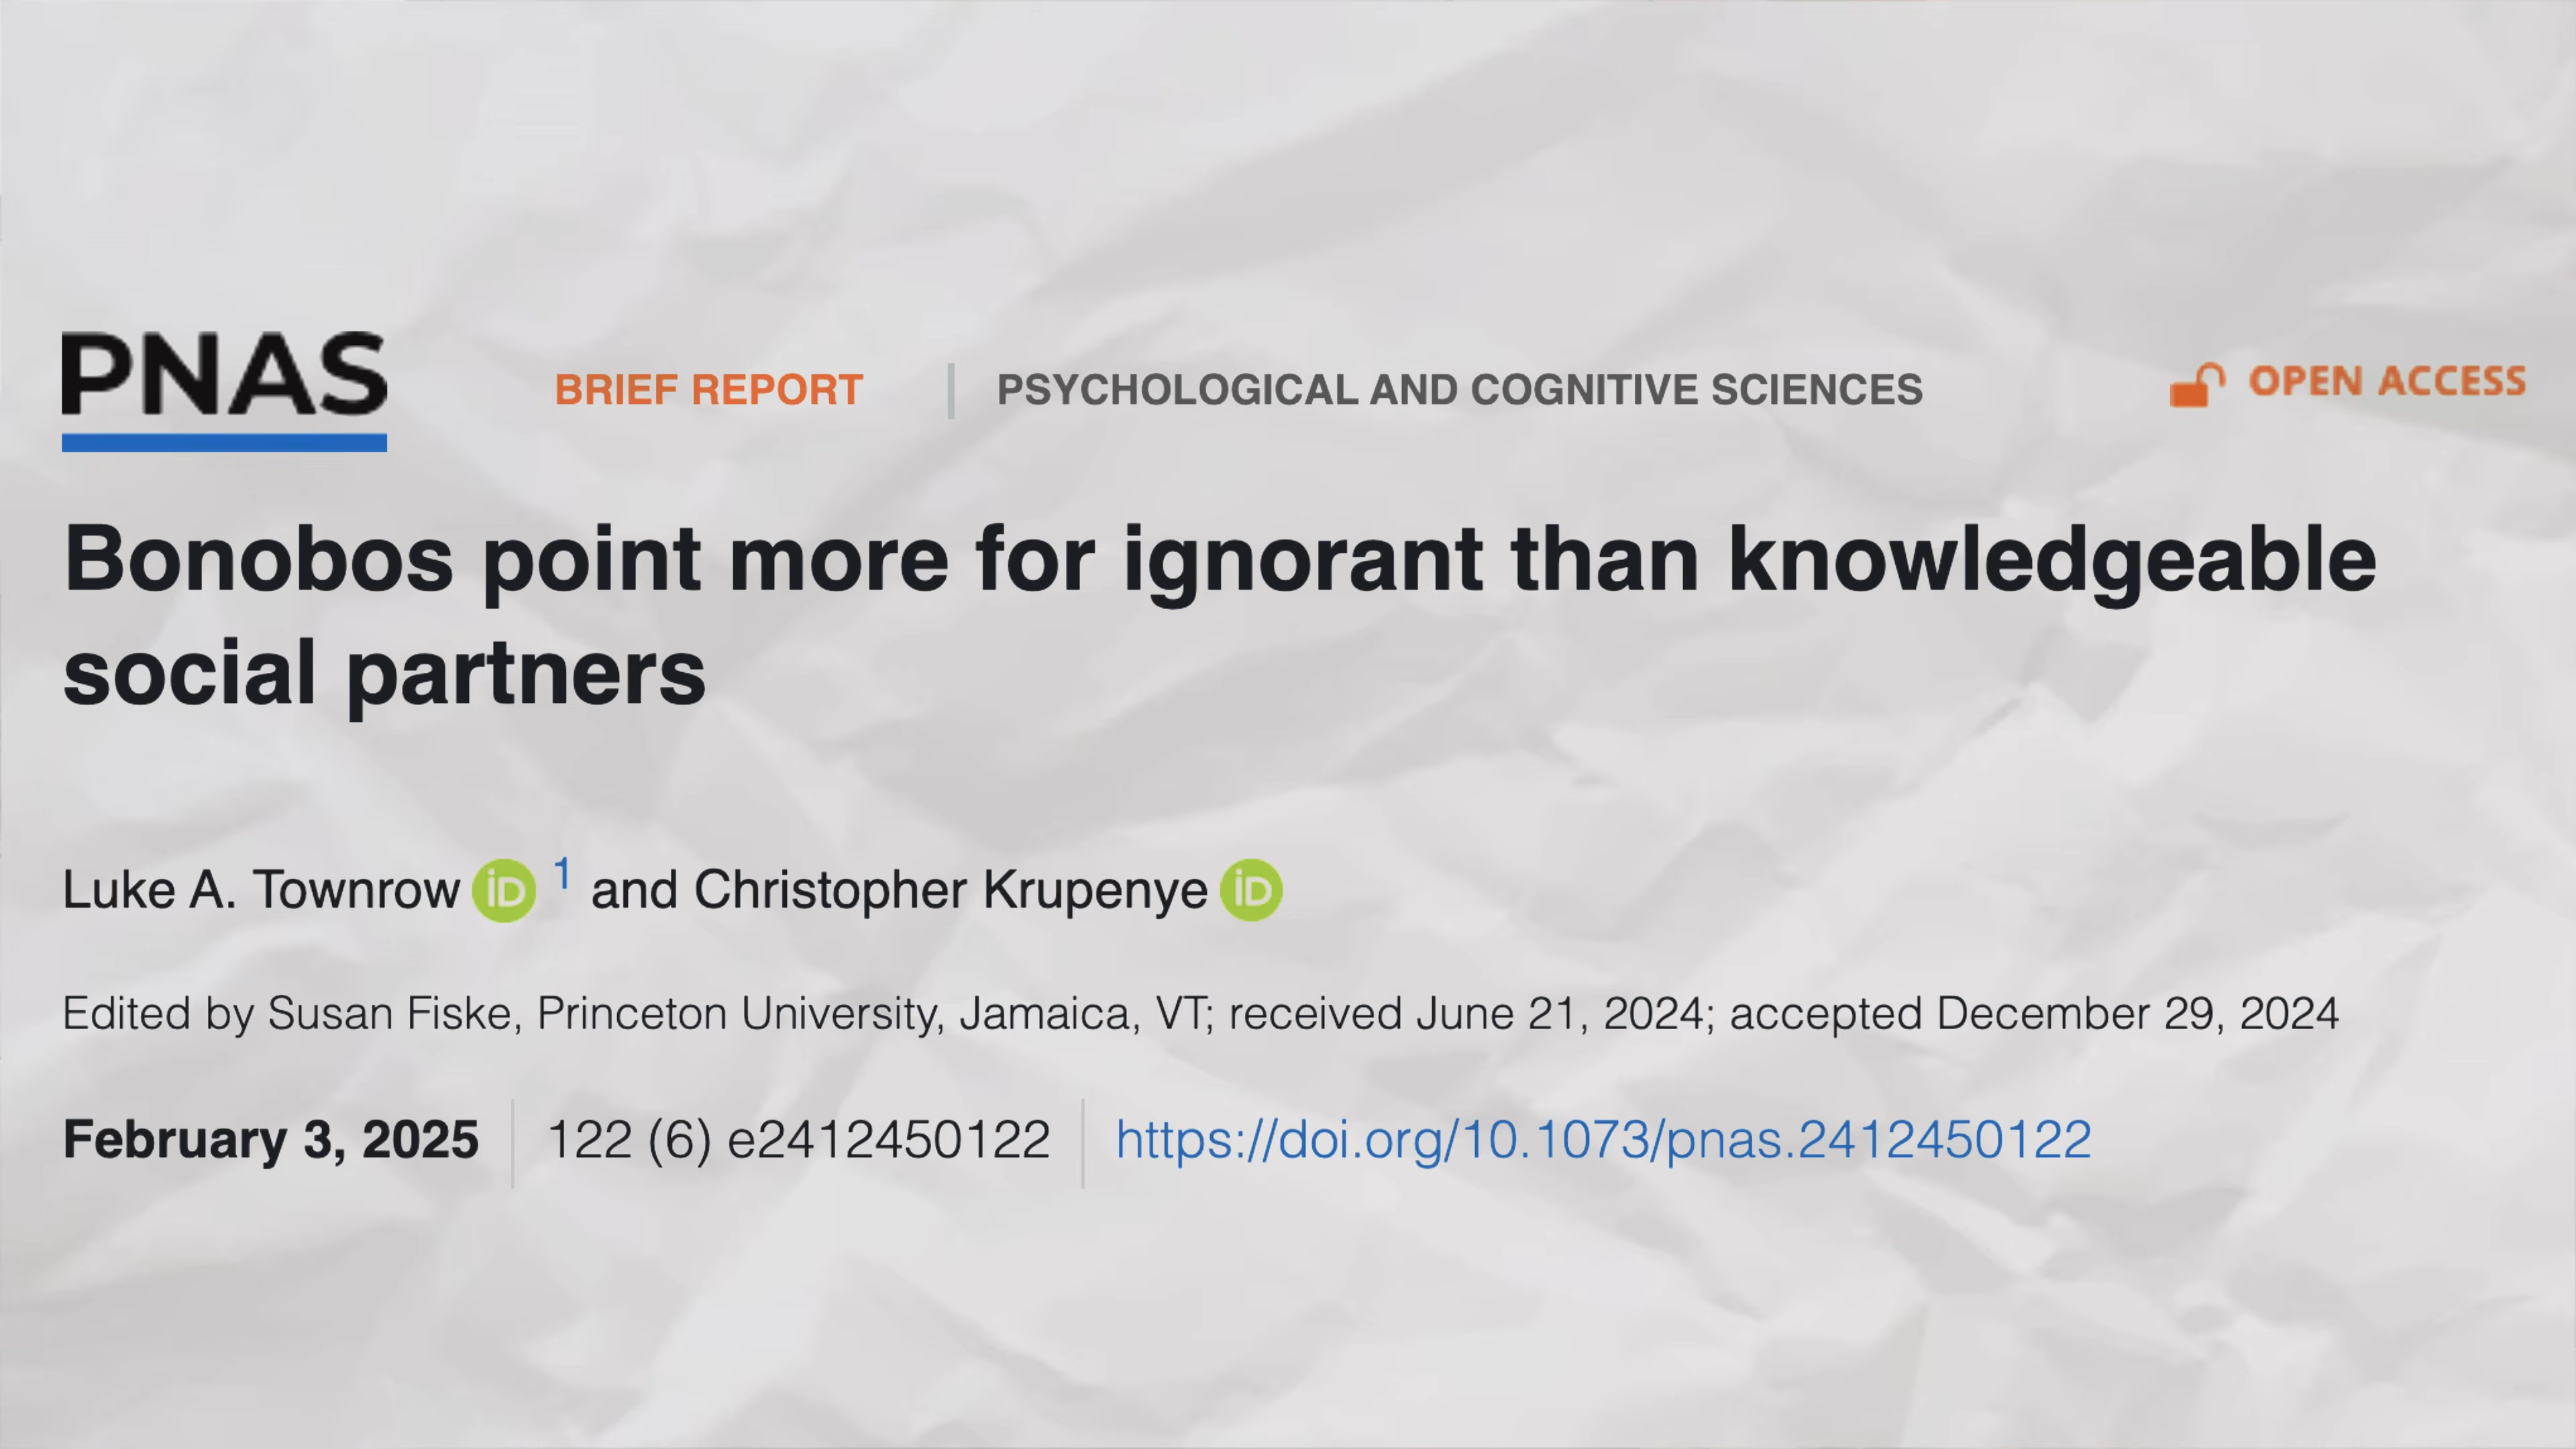 PNAS
BRIEF REPORT | PSYCHOLOGICAL AND COGNITIVE SCIENCES
OPEN ACCESS
Bonobos point more for ignorant than knowledgeable
social partners
Luke A. Townrow iD 1 and Christopher Krupenye iD
Edited by Susan Fiske, Princeton University, Jamaica, VT; received June 21, 2024; accepted December 29, 2024
February 3, 2025 | 122 (6) e2412450122 | https://doi.org/10.1073/pnas.2412450122